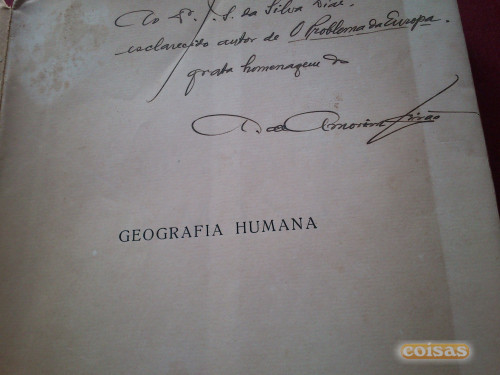 Ao Dr. J. S. da Silva Dias.
esclarecido autor de O Problema da Europa.
grata homenagem do
A. de Amorim Girão
GEOGRAFIA HUMANA
coisas